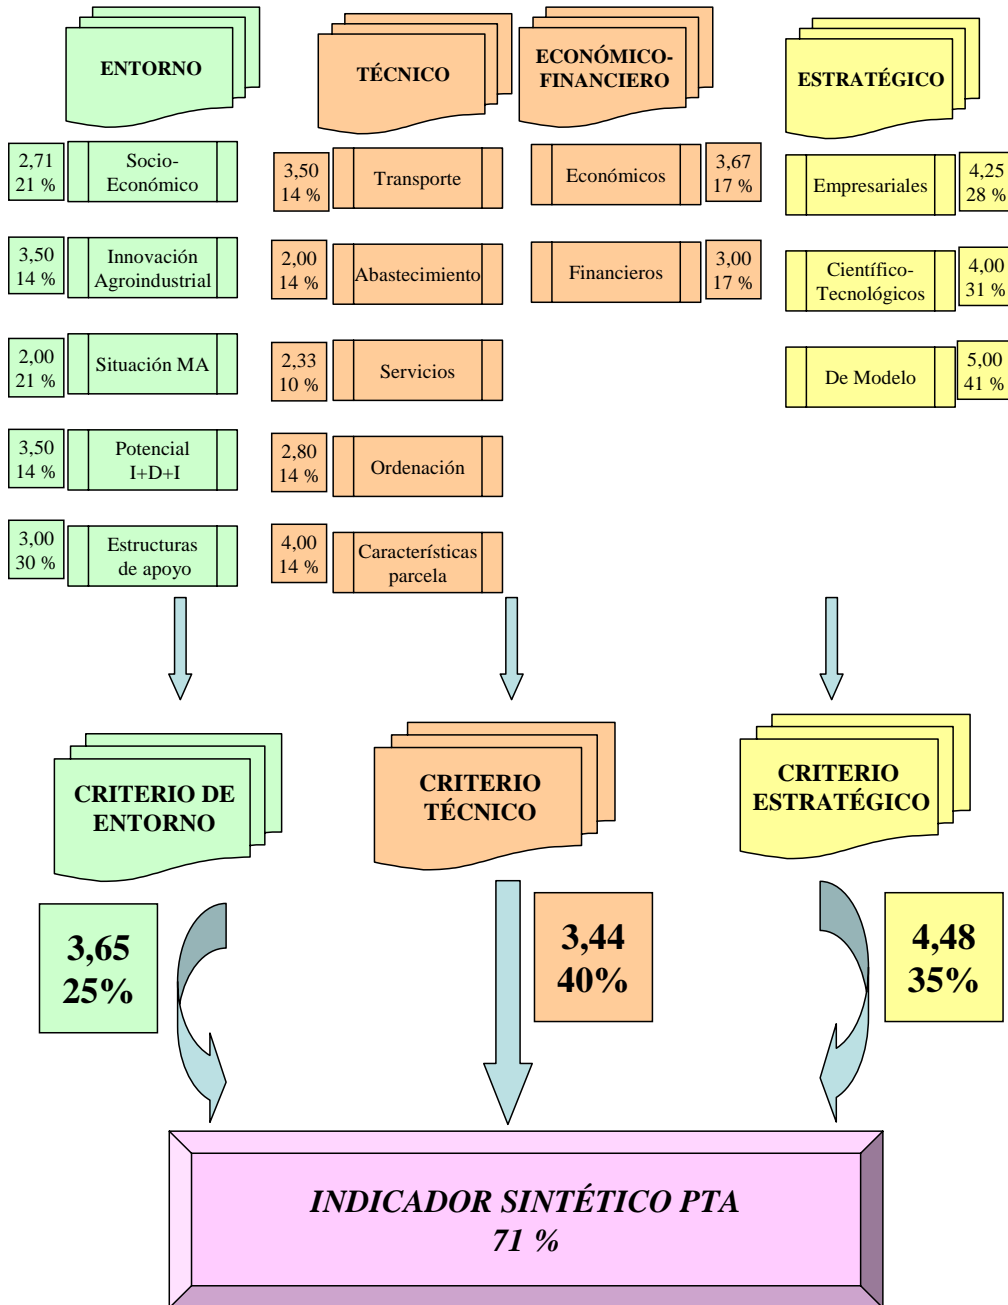 ENTORNO
TÉCNICO
ECONÓMICO-
FINANCIERO
ESTRATÉGICO
2,71
21 %
Socio-
Económico
3,50
14 %
Innovación
Agroindustrial
2,00
21 %
Situación MA
3,50
14 %
Potencial
I+D+I
3,00
30 %
Estructuras
de apoyo
3,50
14 %
Transporte
2,00
14 %
Abastecimiento
2,33
10 %
Servicios
2,80
14 %
Ordenación
4,00
14 %
Características
parcela
Económicos
3,67
17 %
Financieros
3,00
17 %
Empresariales
4,25
28 %
Científico-
Tecnológicos
4,00
31 %
De Modelo
5,00
41 %
CRITERIO DE
ENTORNO
CRITERIO
TÉCNICO
CRITERIO
ESTRATÉGICO
3,65
25%
3,44
40%
4,48
35%
INDICADOR SINTÉTICO PTA
71 %